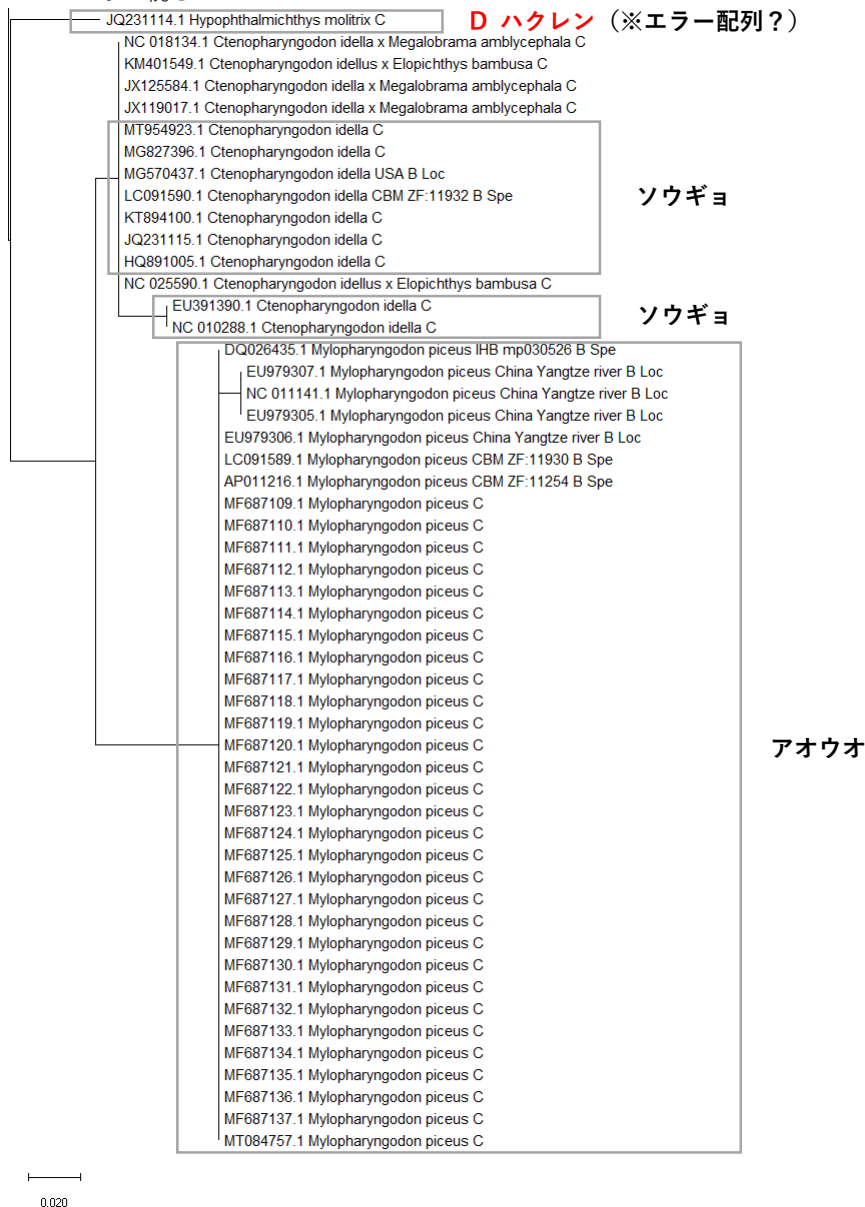 JQ231114.1 Hypophthalmichthys molitrix C
D ハクレン（※エラー配列？）
NC 018134.1 Ctenopharyngodon idella x Megalobrama amblycephala C
KM401549.1 Ctenopharyngodon idellus x Elopichthys bambusa C
JX125584.1 Ctenopharyngodon idella x Megalobrama amblycephala C
JX119017.1 Ctenopharyngodon idella x Megalobrama amblycephala C
MT954923.1 Ctenopharyngodon idella C
MG827396.1 Ctenopharyngodon idella C
MG570437.1 Ctenopharyngodon idella USA B Loc
LC091590.1 Ctenopharyngodon idella CBM ZF:11932 B Spe
ソウギョ
KT894100.1 Ctenopharyngodon idella C
JQ231115.1 Ctenopharyngodon idella C
HQ891005.1 Ctenopharyngodon idella C
NC 025590.1 Ctenopharyngodon idellus x Elopichthys bambusa C
EU391390.1 Ctenopharyngodon idella C
ソウギョ
NC 010288.1 Ctenopharyngodon idella C
DQ026435.1 Mylopharyngodon piceus IHB mp030526 B Spe
EU979307.1 Mylopharyngodon piceus China Yangtze river B Loc
NC 011141.1 Mylopharyngodon piceus China Yangtze river B Loc
EU979305.1 Mylopharyngodon piceus China Yangtze river B Loc
EU979306.1 Mylopharyngodon piceus China Yangtze river B Loc
LC091589.1 Mylopharyngodon piceus CBM ZF:11930 B Spe
AP011216.1 Mylopharyngodon piceus CBM ZF:11254 B Spe
MF687109.1 Mylopharyngodon piceus C
MF687110.1 Mylopharyngodon piceus C
MF687111.1 Mylopharyngodon piceus C
MF687112.1 Mylopharyngodon piceus C
MF687113.1 Mylopharyngodon piceus C
MF687114.1 Mylopharyngodon piceus C
MF687115.1 Mylopharyngodon piceus C
MF687116.1 Mylopharyngodon piceus C
MF687117.1 Mylopharyngodon piceus C
MF687118.1 Mylopharyngodon piceus C
MF687119.1 Mylopharyngodon piceus C
MF687120.1 Mylopharyngodon piceus C
アオウオ
MF687121.1 Mylopharyngodon piceus C
MF687122.1 Mylopharyngodon piceus C
MF687123.1 Mylopharyngodon piceus C
MF687124.1 Mylopharyngodon piceus C
MF687125.1 Mylopharyngodon piceus C
MF687126.1 Mylopharyngodon piceus C
MF687127.1 Mylopharyngodon piceus C
MF687128.1 Mylopharyngodon piceus C
MF687129.1 Mylopharyngodon piceus C
MF687130.1 Mylopharyngodon piceus C
MF687131.1 Mylopharyngodon piceus C
MF687132.1 Mylopharyngodon piceus C
MF687133.1 Mylopharyngodon piceus C
MF687134.1 Mylopharyngodon piceus C
MF687135.1 Mylopharyngodon piceus C
MF687136.1 Mylopharyngodon piceus C
MF687137.1 Mylopharyngodon piceus C
MT084757.1 Mylopharyngodon piceus C
0.020